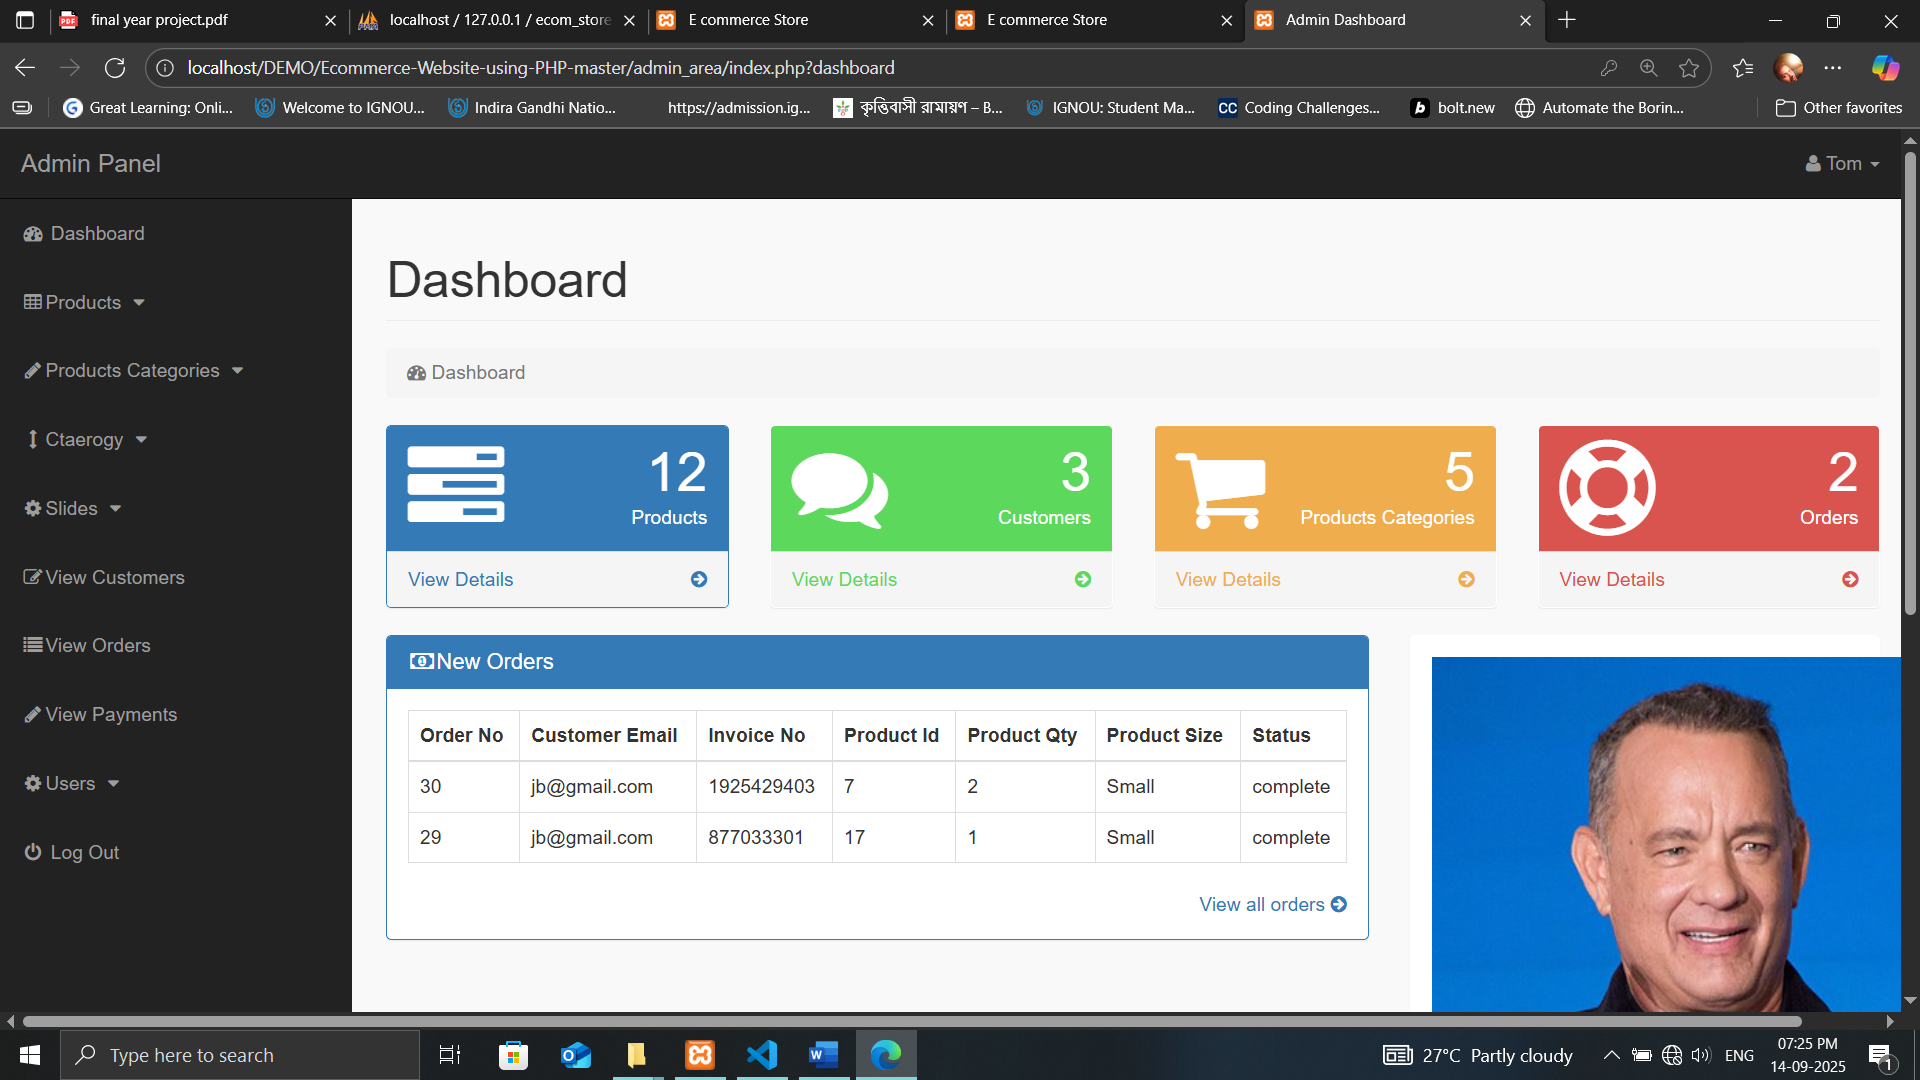 final year project.pdf
localhost / 127.0.0.1 / ecom_store
E commerce Store
E commerce Store
Admin Dashboard
localhost/DEMO/Ecommerce-Website-using-PHP-master/admin_area/index.php?dashboard
Great Learning: Onli...
Welcome to IGNOU...
Indira Gandhi Natio...
https://admission.ig...
কৃত্তিবাসী রামায়ণ – B...
IGNOU: Student Ma...
CC Coding Challenges...
b bolt.new
Automate the Borin...
Other favorites
Admin Panel
Tom
Dashboard
Products
Products Categories
Ctaerogy
Slides
View Customers
View Orders
View Payments
Users
Log Out
Dashboard
Dashboard
12
Products
View Details
3
Customers
View Details
5
Products Categories
View Details
2
Orders
View Details
New Orders
Order No Customer Email Invoice No Product Id Product Qty Product Size Status
30 jb@gmail.com 1925429403 7 2 Small complete
29 jb@gmail.com 877033301 17 1 Small complete
View all orders
Type here to search
27°C Partly cloudy
ENG
07:25 PM
14-09-2025
1